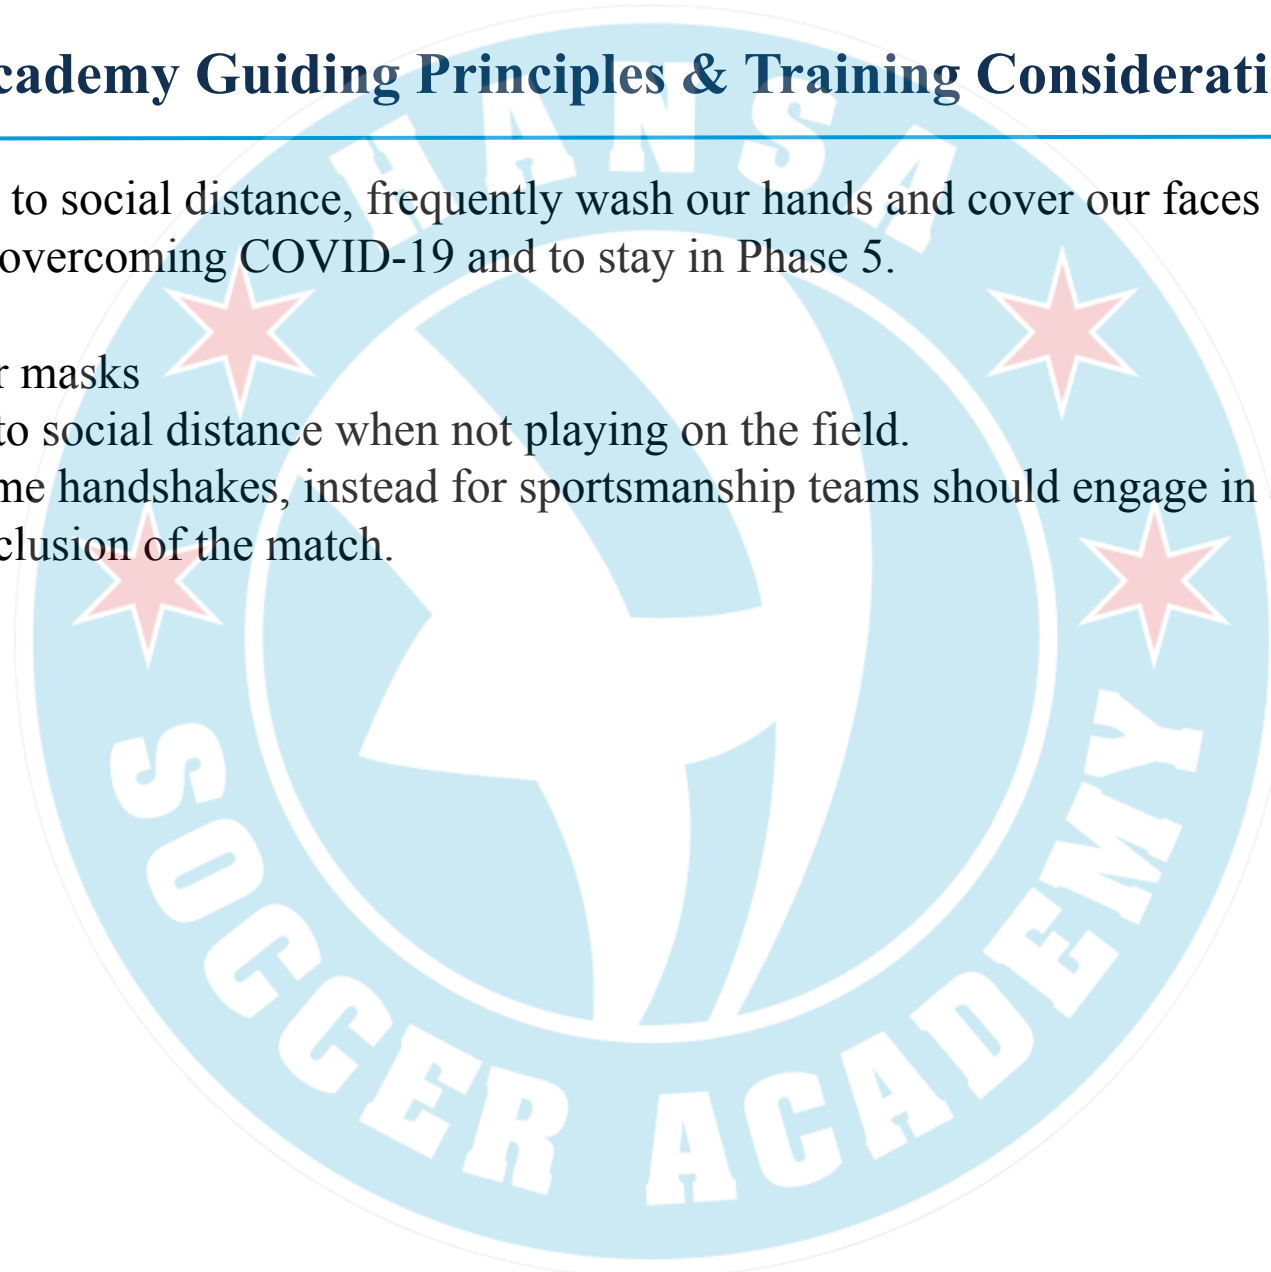 cademy Guiding Principles & Training Considerati
to social distance, frequently wash our hands and cover our faces
overcoming COVID-19 and to stay in Phase 5.
r masks
to social distance when not playing on the field.
me handshakes, instead for sportsmanship teams should engage in
clusion of the match.
HANSA
SOCCER ACADEMY